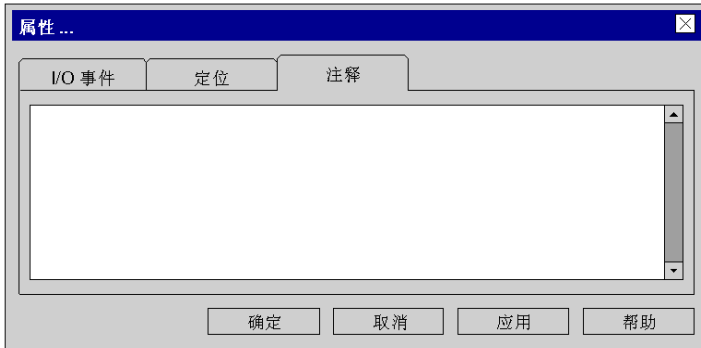 属性 ...
I/O 事件 定位 注释
确定 取消 应用 帮助